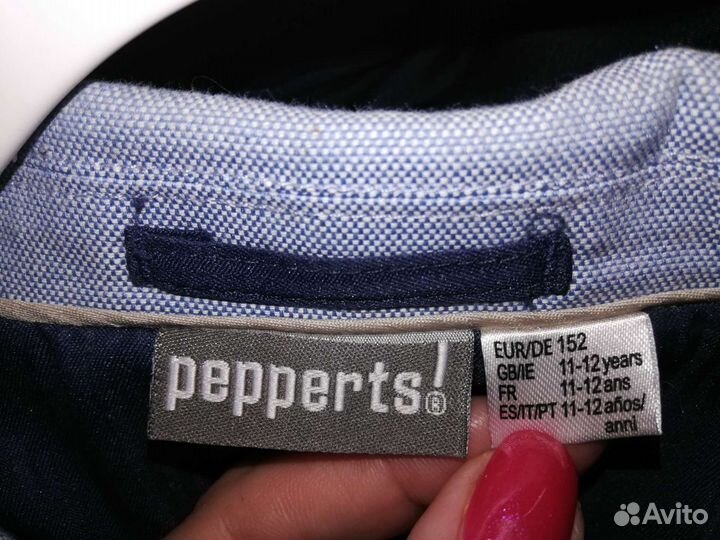 pepperts!®
EUR/DE 152
GB/IE 11-12 years
FR 11-12 ans
ES/IT/PT 11-12 años/
anni
Avito